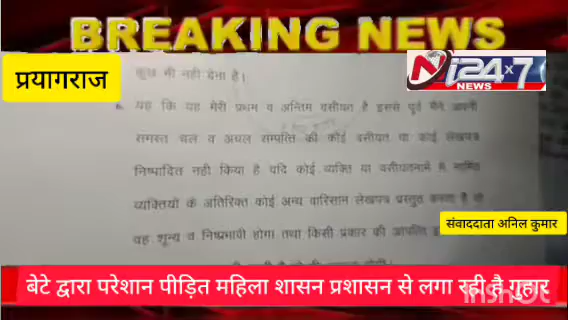 BREAKING NEWS
प्रयागराज
Ni24x7
NEWS
कुछ भी नही देना है।
यह कि यह मेरी प्रथम व अन्तिम वसीयत है इससे पूर्व मैने अपनी
समस्त चल व अचल सम्पत्ति की कोई वसीयत या कोई लेखपत्र
निष्पादित नही किया है यदि कोई व्यक्ति या वसीयतनामें में नामित
व्यक्तियों के अतिरिक्त कोई अन्य वारिसान लेखपत्र प्रस्तुत करता है तो
वह शून्य व निष्प्रभावी होगा तथा किसी प्रकार की आपत्ति
संवाददाता अनिल कुमार
बेटे द्वारा परेशान पीड़ित महिला शासन प्रशासन से लगा रही है गुहार
InShot